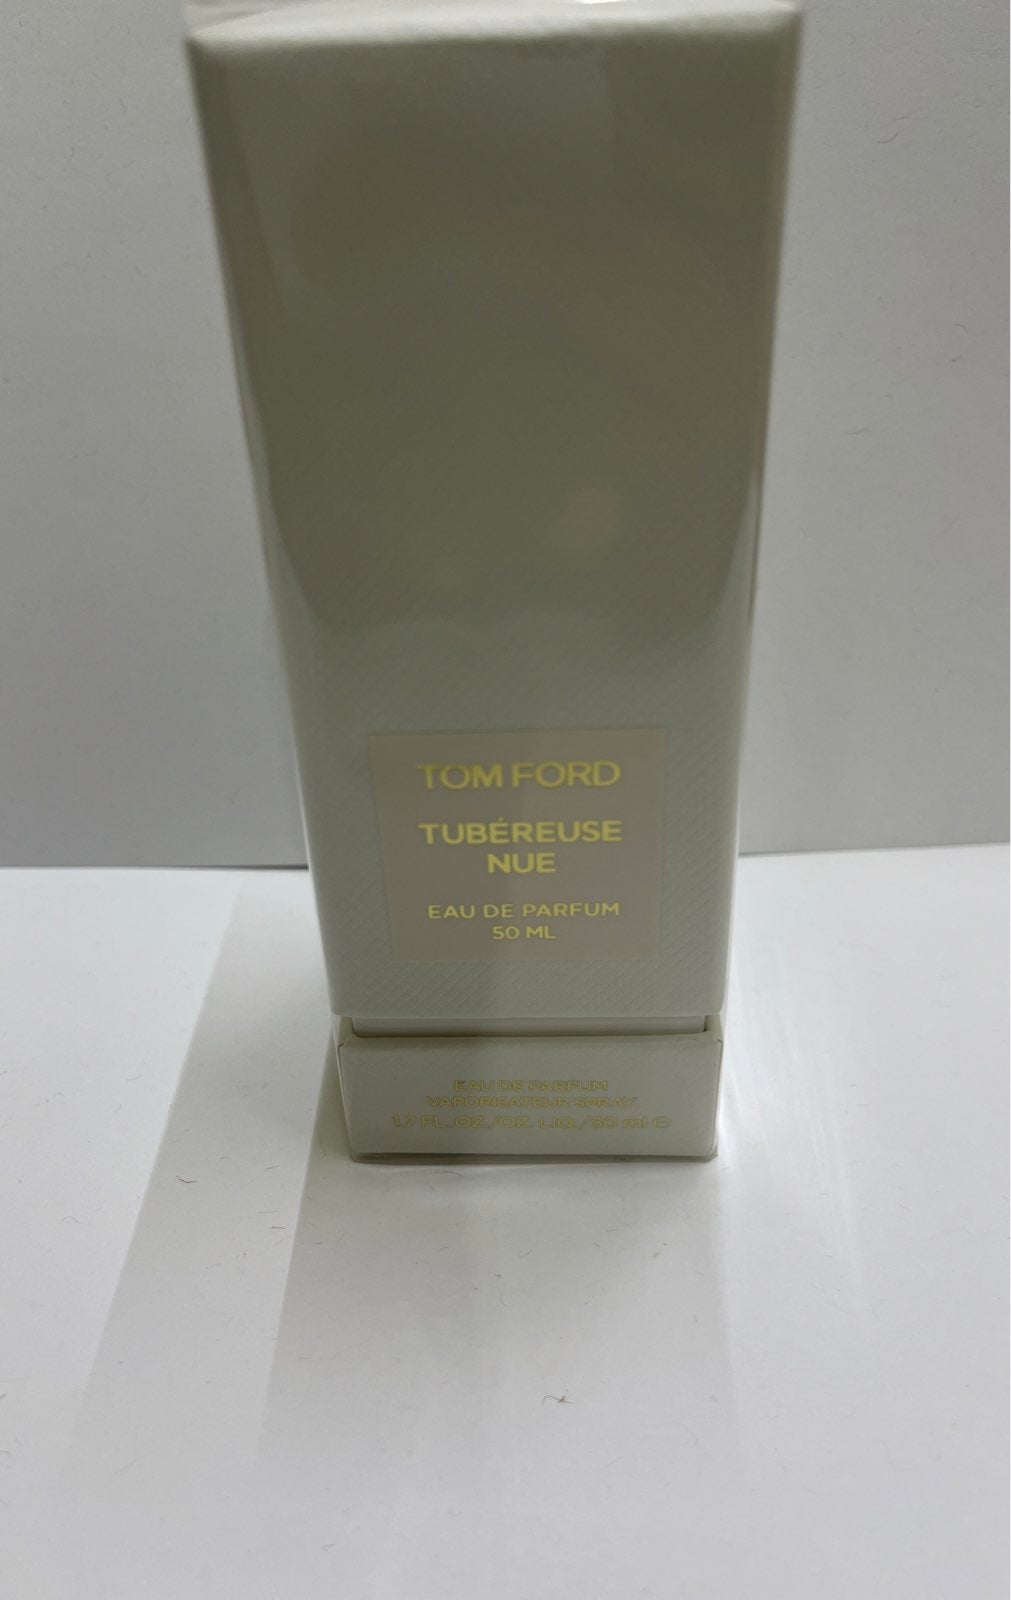 TOM FORD
TUBÉREUSE
NUE
EAU DE PARFUM
50 ML
EAU DE PARFUM
VAPORISATEUR SPRAY
1.7 FL. OZ./OZ. LIQ./50 ml ℮